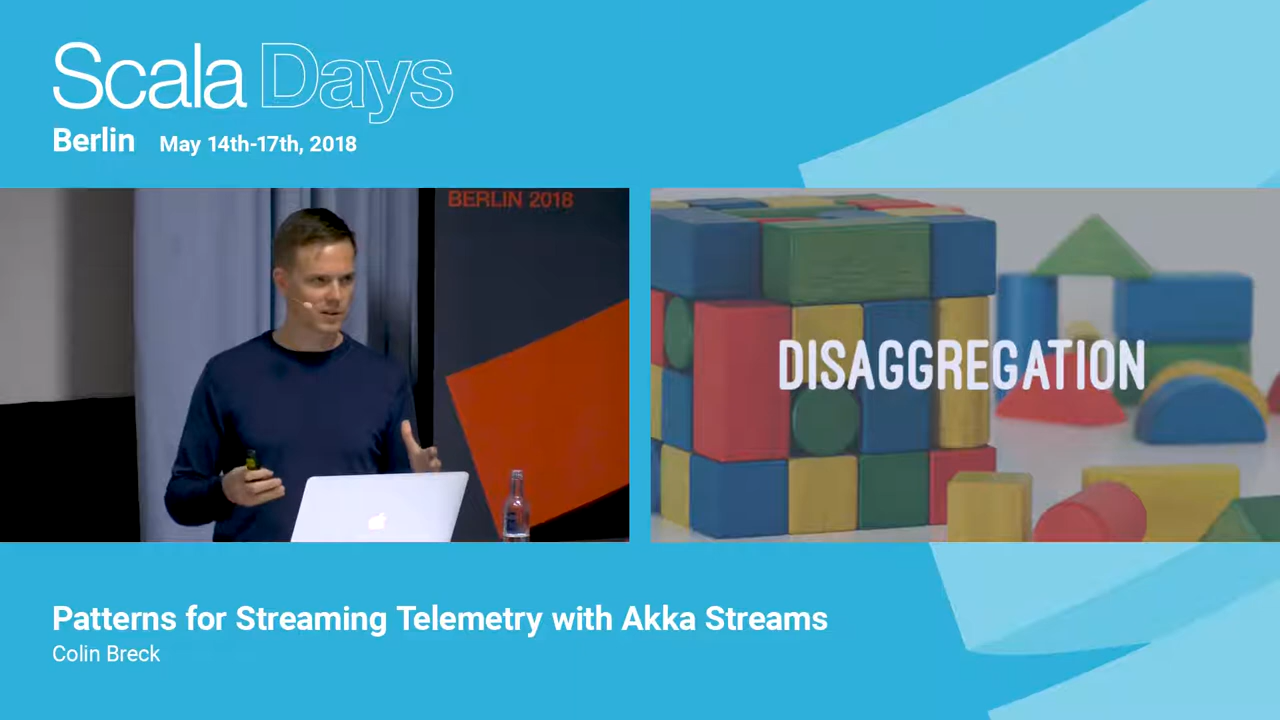 Scala Days
Berlin May 14th-17th, 2018
BERLIN 2018
DISAGGREGATION
Patterns for Streaming Telemetry with Akka Streams
Colin Breck